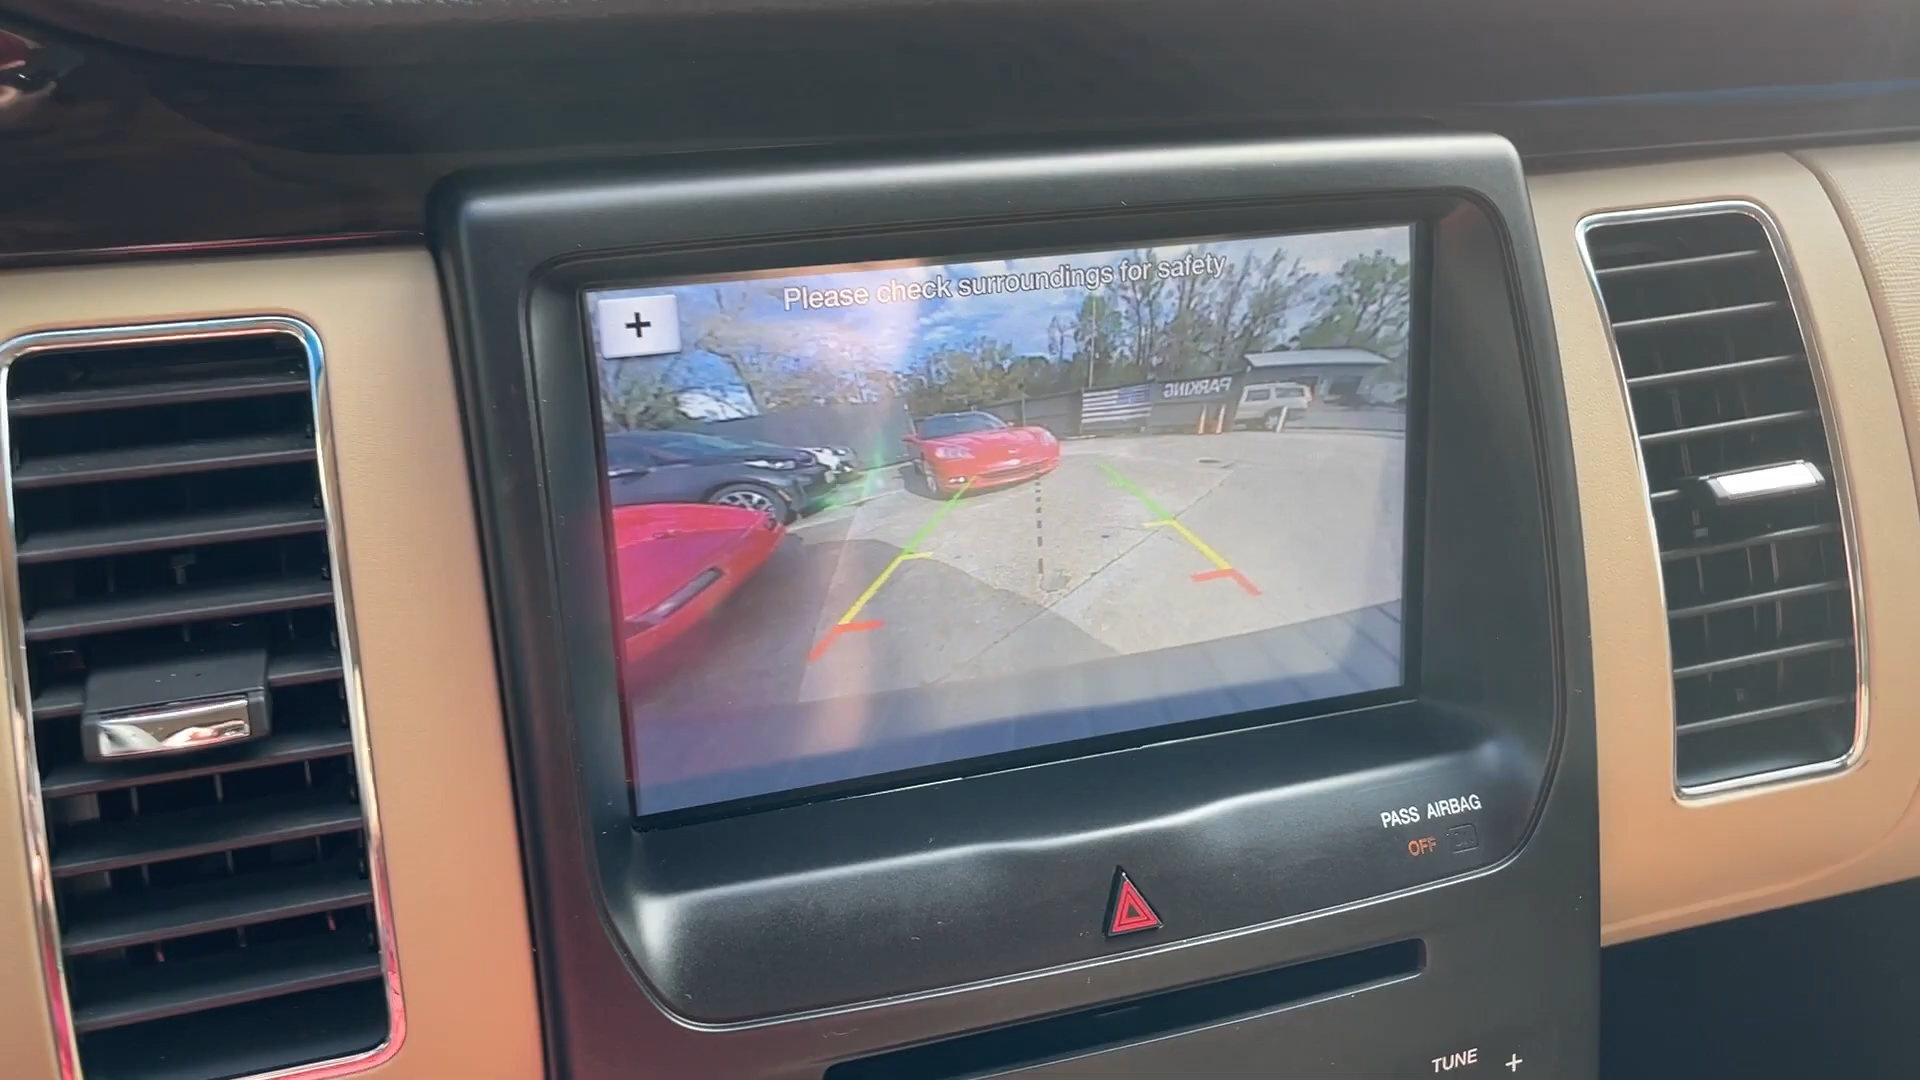 Please check surroundings for safety
+
PARKING
PASS AIRBAG
OFF
TUNE +